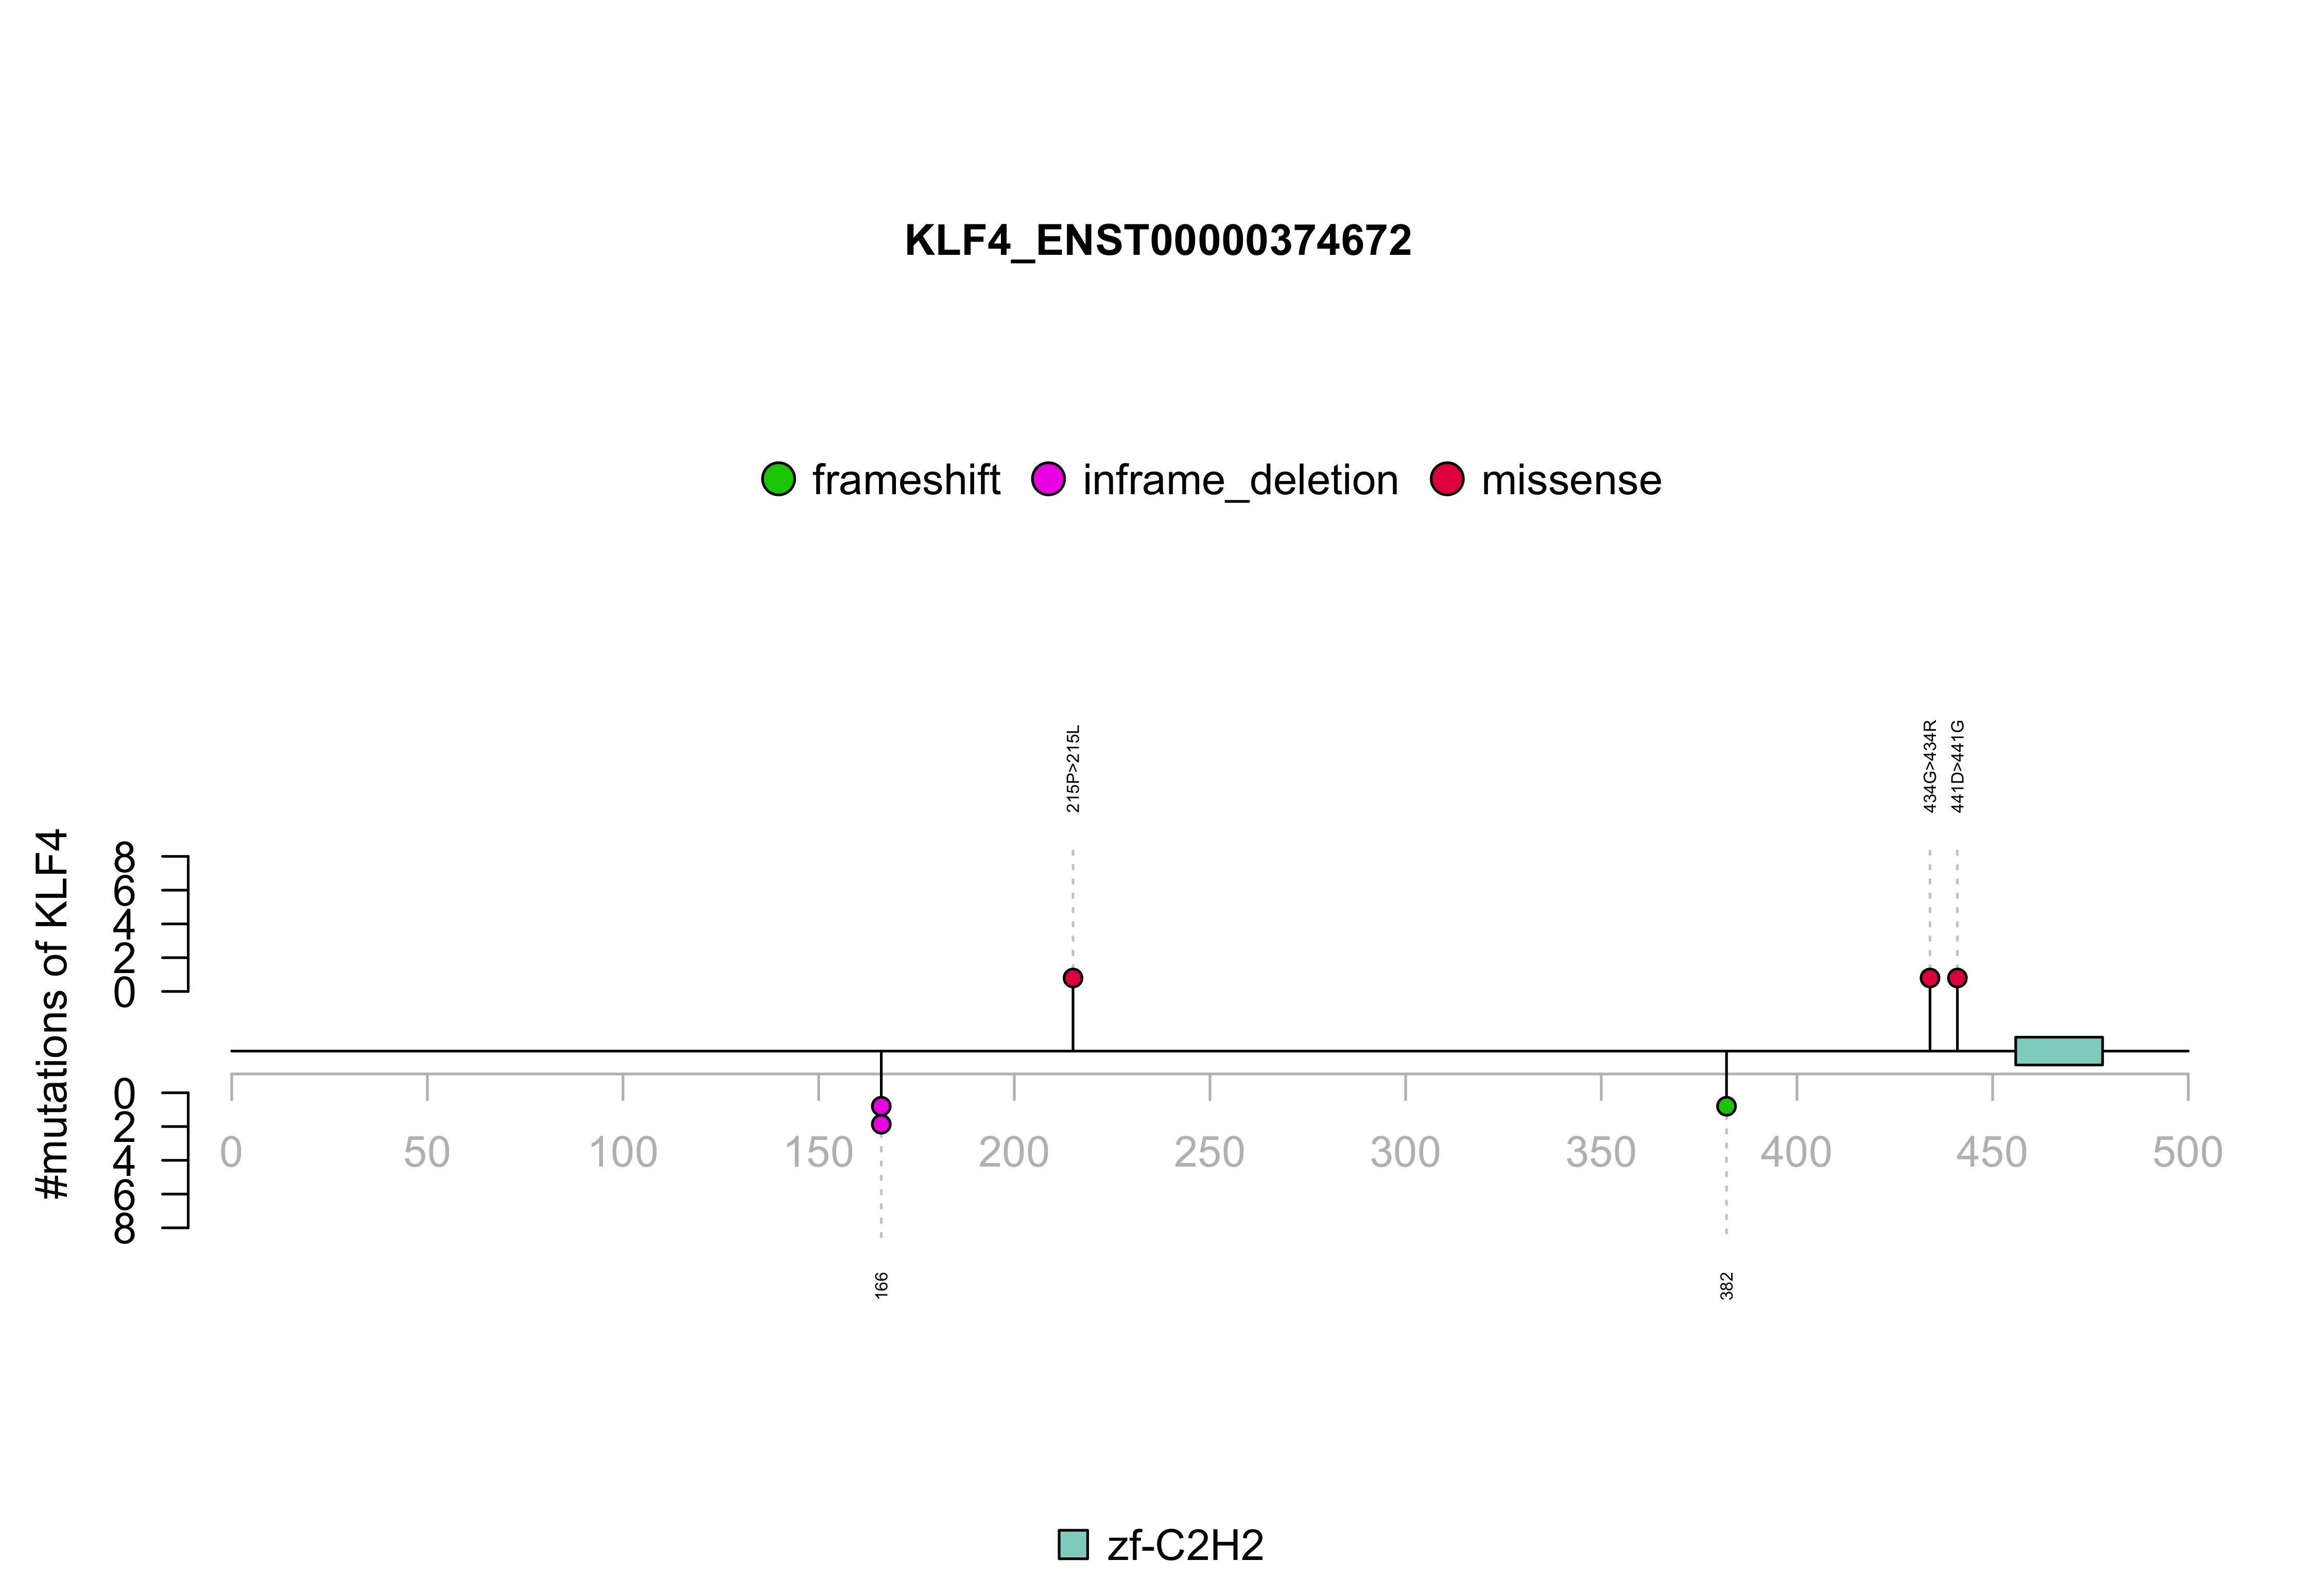 KLF4_ENST00000374672
frameshift inframe_deletion missense
215P>215L
434G>434R
441D>441G
#mutations of KLF4
8
6
4
2
0
0
2
4
6
8
0 50 100 150 200 250 300 350 400 450 500
166
382
zf-C2H2